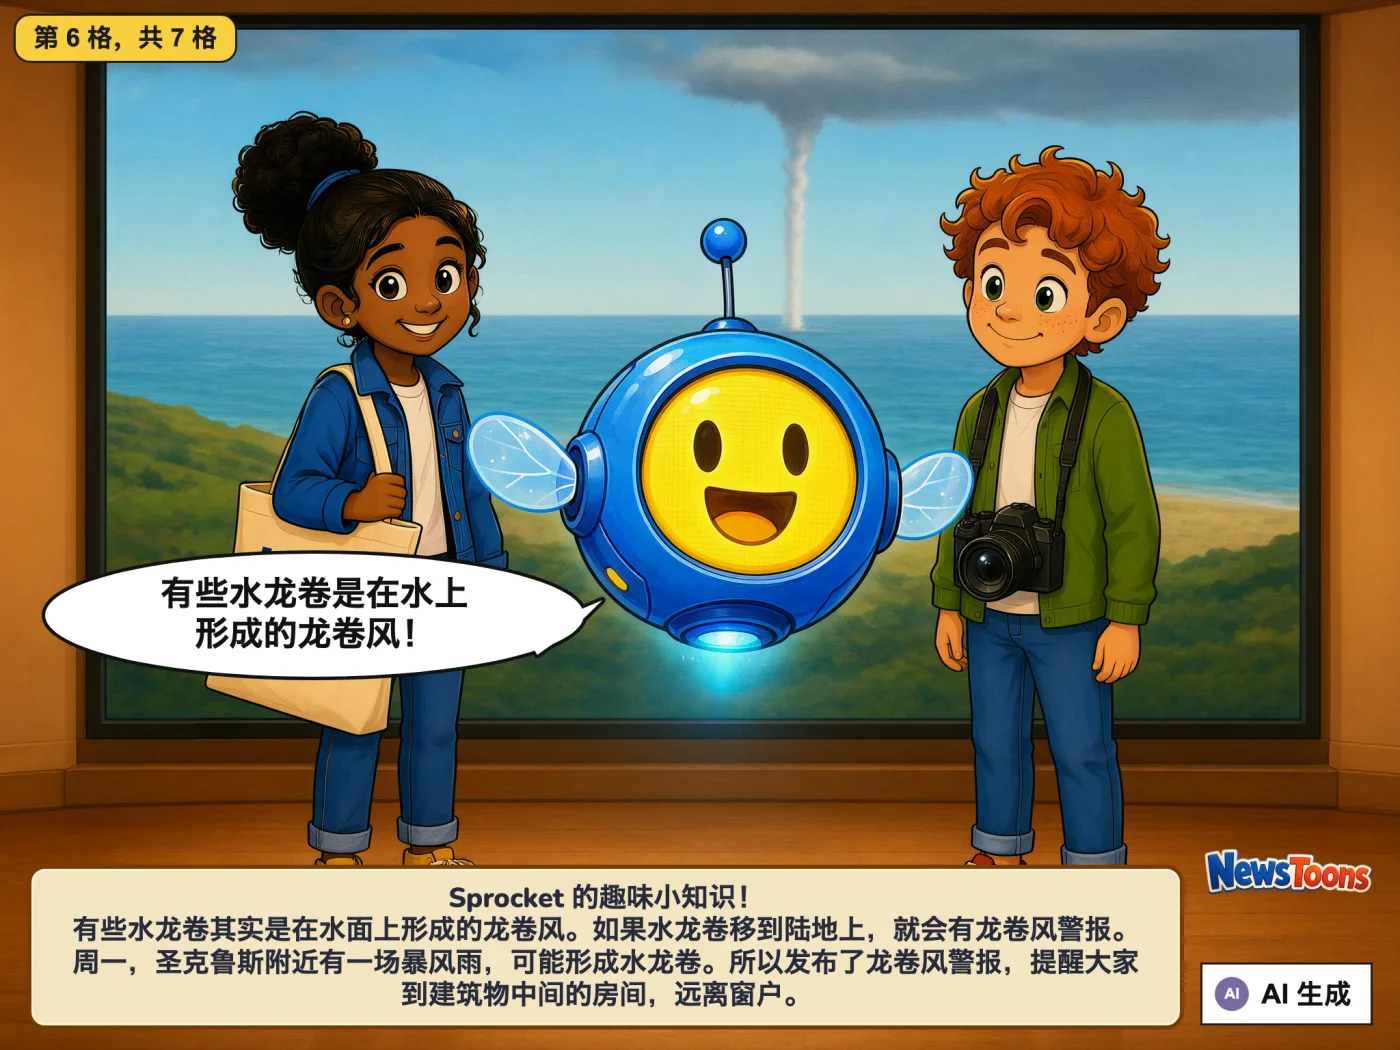 第 6 格，共 7 格
有些水龙卷是在水上
形成的龙卷风！
Sprocket 的趣味小知识！
有些水龙卷其实是在水面上形成的龙卷风。如果水龙卷移到陆地上，就会有龙卷风警报。
周一，圣克鲁斯附近有一场暴风雨，可能形成水龙卷。所以发布了龙卷风警报，提醒大家
到建筑物中间的房间，远离窗户。
NewsToons
AI AI 生成